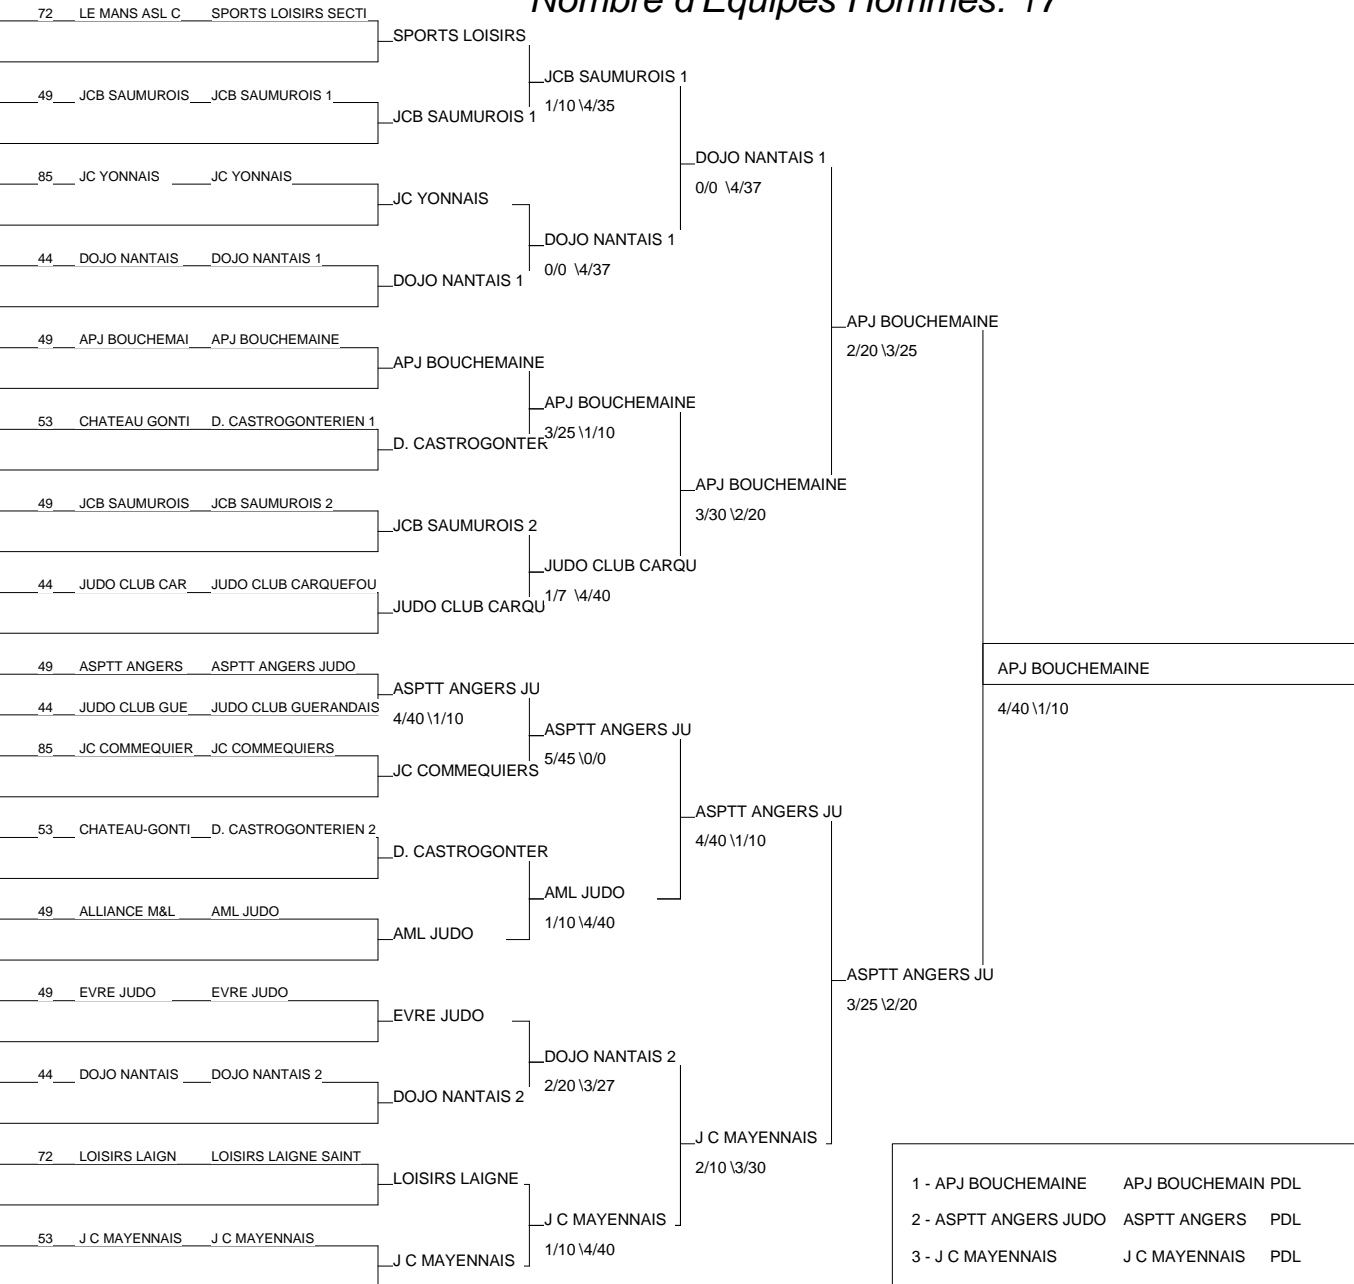 Nombre d'Equipes Hommes: 17
72 LE MANS ASL C SPORTS LOISIRS SECTI
SPORTS LOISIRS
JCB SAUMUROIS 1
1/10 \4/35
49 JCB SAUMUROIS JCB SAUMUROIS 1
JCB SAUMUROIS 1
DOJO NANTAIS 1
0/0 \4/37
85 JC YONNAIS JC YONNAIS
JC YONNAIS
DOJO NANTAIS 1
0/0 \4/37
44 DOJO NANTAIS DOJO NANTAIS 1
DOJO NANTAIS 1
APJ BOUCHEMAINE
2/20 \3/25
49 APJ BOUCHEMAI APJ BOUCHEMAINE
APJ BOUCHEMAINE
APJ BOUCHEMAINE
3/25 \1/10
53 CHATEAU GONTI D. CASTROGONTERIEN 1
D. CASTROGONTER
APJ BOUCHEMAINE
3/30 \2/20
49 JCB SAUMUROIS JCB SAUMUROIS 2
JCB SAUMUROIS 2
JUDO CLUB CARQU
1/7 \4/40
44 JUDO CLUB CAR JUDO CLUB CARQUEFOU
JUDO CLUB CARQU
APJ BOUCHEMAINE
4/40 \1/10
49 ASPTT ANGERS ASPTT ANGERS JUDO
ASPTT ANGERS JU
4/40 \1/10
44 JUDO CLUB GUE JUDO CLUB GUERANDAIS
ASPTT ANGERS JU
5/45 \0/0
85 JC COMMEQUIER JC COMMEQUIERS
JC COMMEQUIERS
ASPTT ANGERS JU
4/40 \1/10
53 CHATEAU-GONTI D. CASTROGONTERIEN 2
D. CASTROGONTER
AML JUDO
1/10 \4/40
49 ALLIANCE M&L AML JUDO
AML JUDO
ASPTT ANGERS JU
3/25 \2/20
49 EVRE JUDO EVRE JUDO
EVRE JUDO
DOJO NANTAIS 2
2/20 \3/27
44 DOJO NANTAIS DOJO NANTAIS 2
DOJO NANTAIS 2
J C MAYENNAIS
2/10 \3/30
72 LOISIRS LAIGN LOISIRS LAIGNE SAINT
LOISIRS LAIGNE
J C MAYENNAIS
1/10 \4/40
53 J C MAYENNAIS J C MAYENNAIS
J C MAYENNAIS
1 - APJ BOUCHEMAINE APJ BOUCHEMAIN PDL
2 - ASPTT ANGERS JUDO ASPTT ANGERS PDL
3 - J C MAYENNAIS J C MAYENNAIS PDL